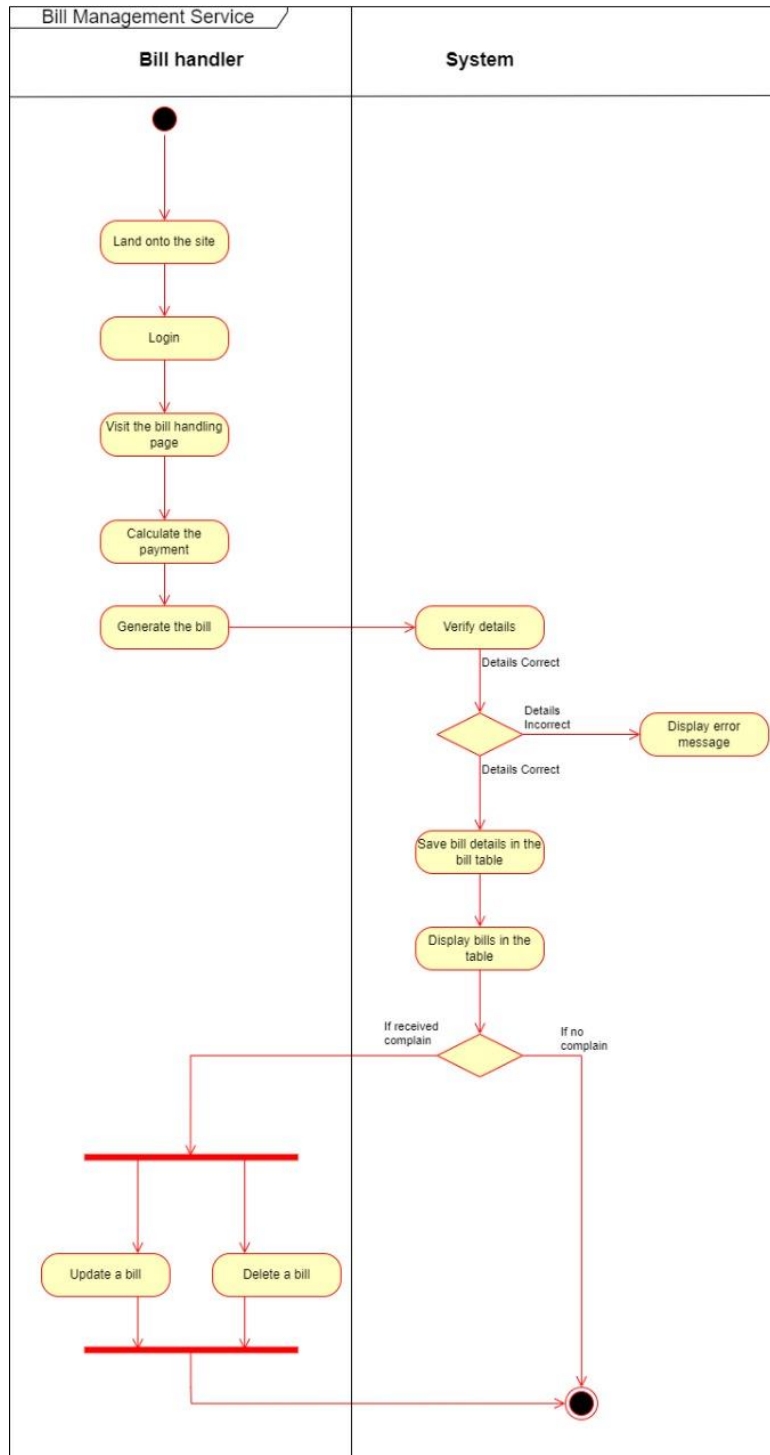 Bill Management Service
Bill handler
System
Land onto the site
Login
Visit the bill handling
page
Calculate the
payment
Generate the bill
Verify details
Details Correct
Details
Incorrect
Display error
message
Details Correct
Save bill details in the
bill table
Display bills in the
table
If received
complain
If no
complain
Update a bill
Delete a bill